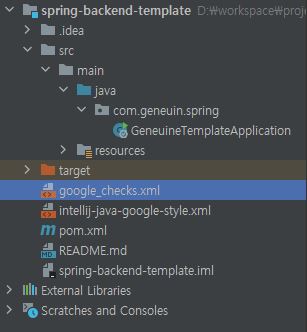 spring-backend-template D:₩workspace₩proj
.idea
src
main
java
com.geneuin.spring
GeneuineTemplateApplication
resources
target
google_checks.xml
intellij-java-google-style.xml
pom.xml
README.md
spring-backend-template.iml
External Libraries
Scratches and Consoles